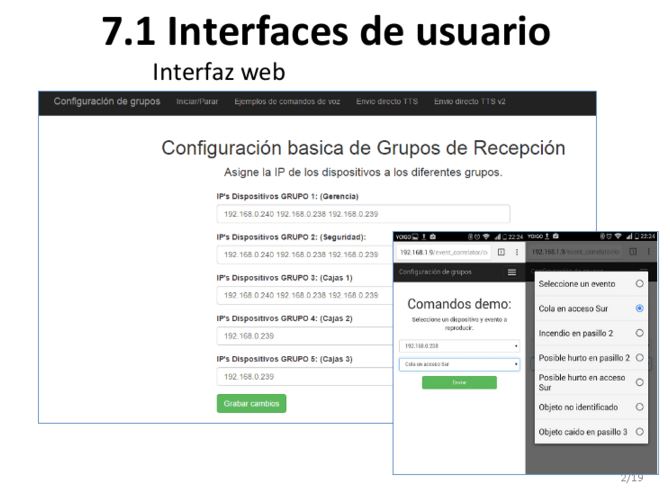 7.1 Interfaces de usuario
Interfaz web
Configuración de grupos Iniciar/Parar Ejemplos de comandos de voz Envio directo TTS Envio directo TTS v2
Configuración basica de Grupos de Recepción
Asigne la IP de los dispositivos a los diferentes grupos.
IP's Dispositivos GRUPO 1: (Gerencia)
192.168.0.240 192.168.0.238 192.168.0.239
IP's Dispositivos GRUPO 2: (Seguridad):
192.168.0.240 192.168.0.238 192.168.0.239
IP's Dispositivos GRUPO 3: (Cajas 1)
192.168.0.240 192.168.0.238 192.168.0.239
IP's Dispositivos GRUPO 4: (Cajas 2)
192.168.0.239
IP's Dispositivos GRUPO 5: (Cajas 3)
192.168.0.239
Grabar cambios
YOIGO 22:24
192.168.1.9/event_correlator/c
Configuración de grupos
Comandos demo:
Seleccione un dispositivo y evento a
reproducir.
192.168.0.238
Cola en acceso Sur
Enviar
YOIGO 22:24
192.168.1.9/event_correlator/
Seleccione un evento
Cola en acceso Sur
Incendio en pasillo 2
Posible hurto en pasillo 2
Posible hurto en acceso
Sur
Objeto no identificado
Objeto caido en pasillo 3
2/19